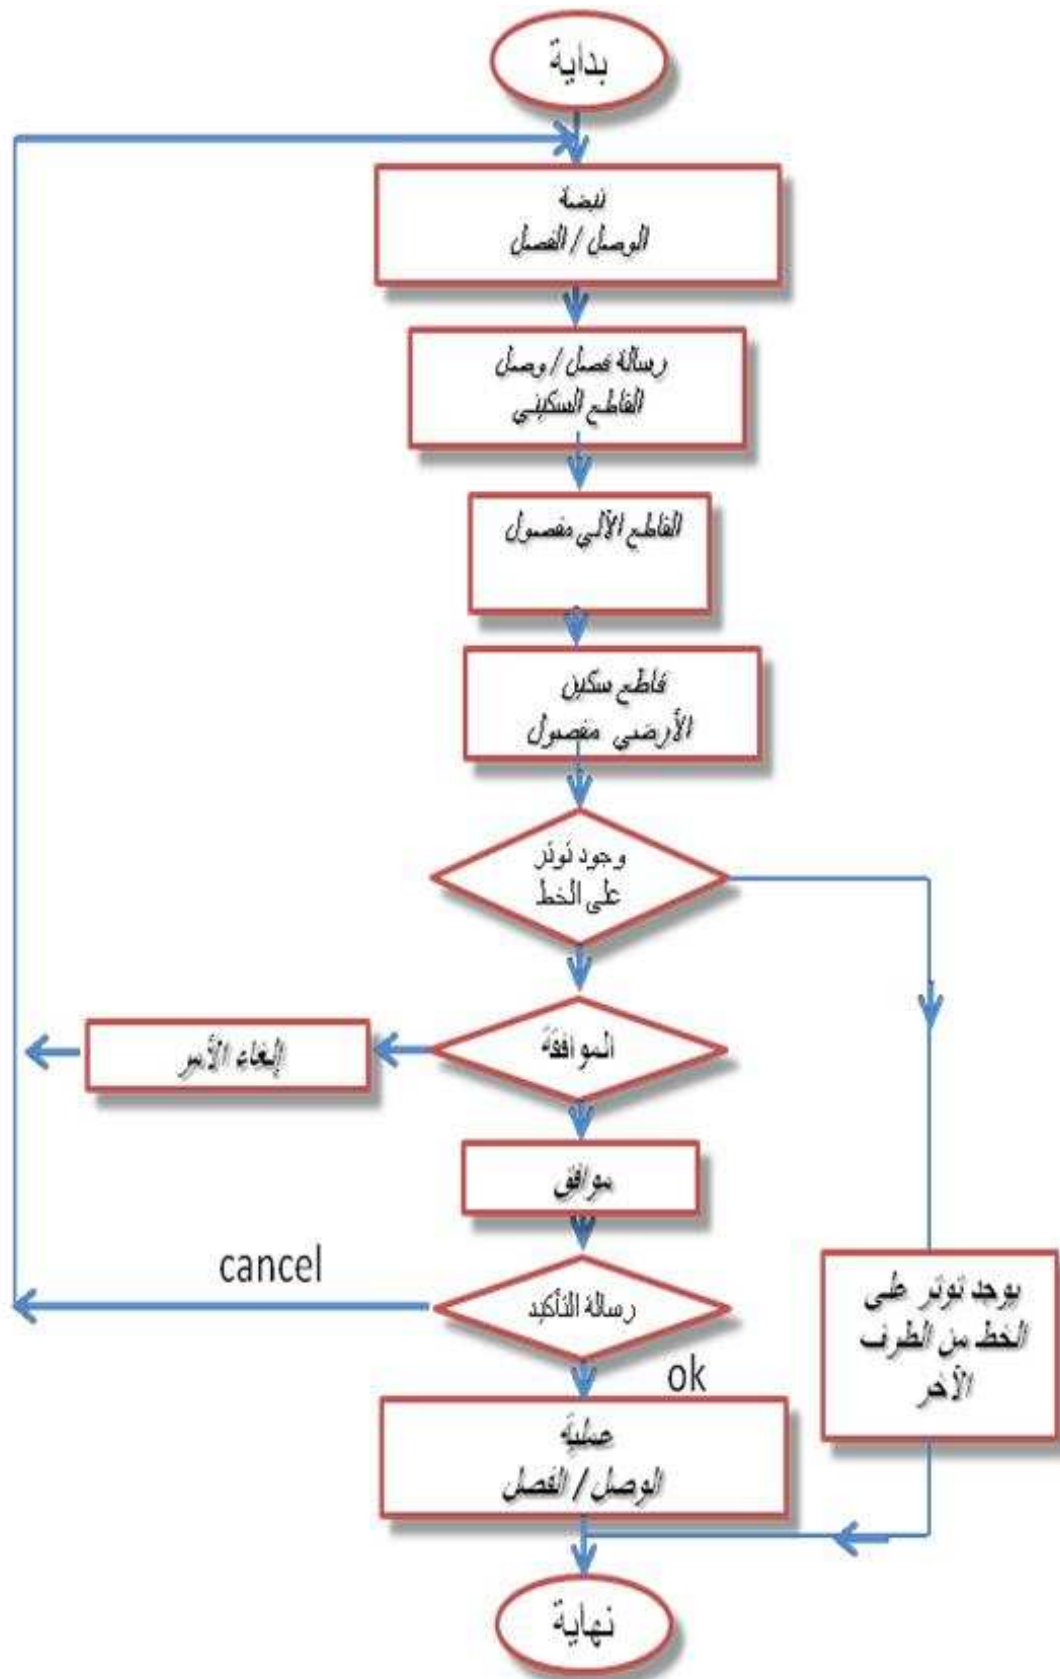 بداية
نبضة
الوصل / الفصل
رسالة فصل / وصل
القاطع السكيني
القاطع الآلي مفصول
قاطع سكين
الأرضي مفصول
وجود توتر
على الخط
الموافقة
إلغاء الأمر
موافق
cancel
رسالة التأكيد
يوجد توتر على
الخط من الطرف
الآخر
ok
عملية
الوصل / الفصل
نهاية